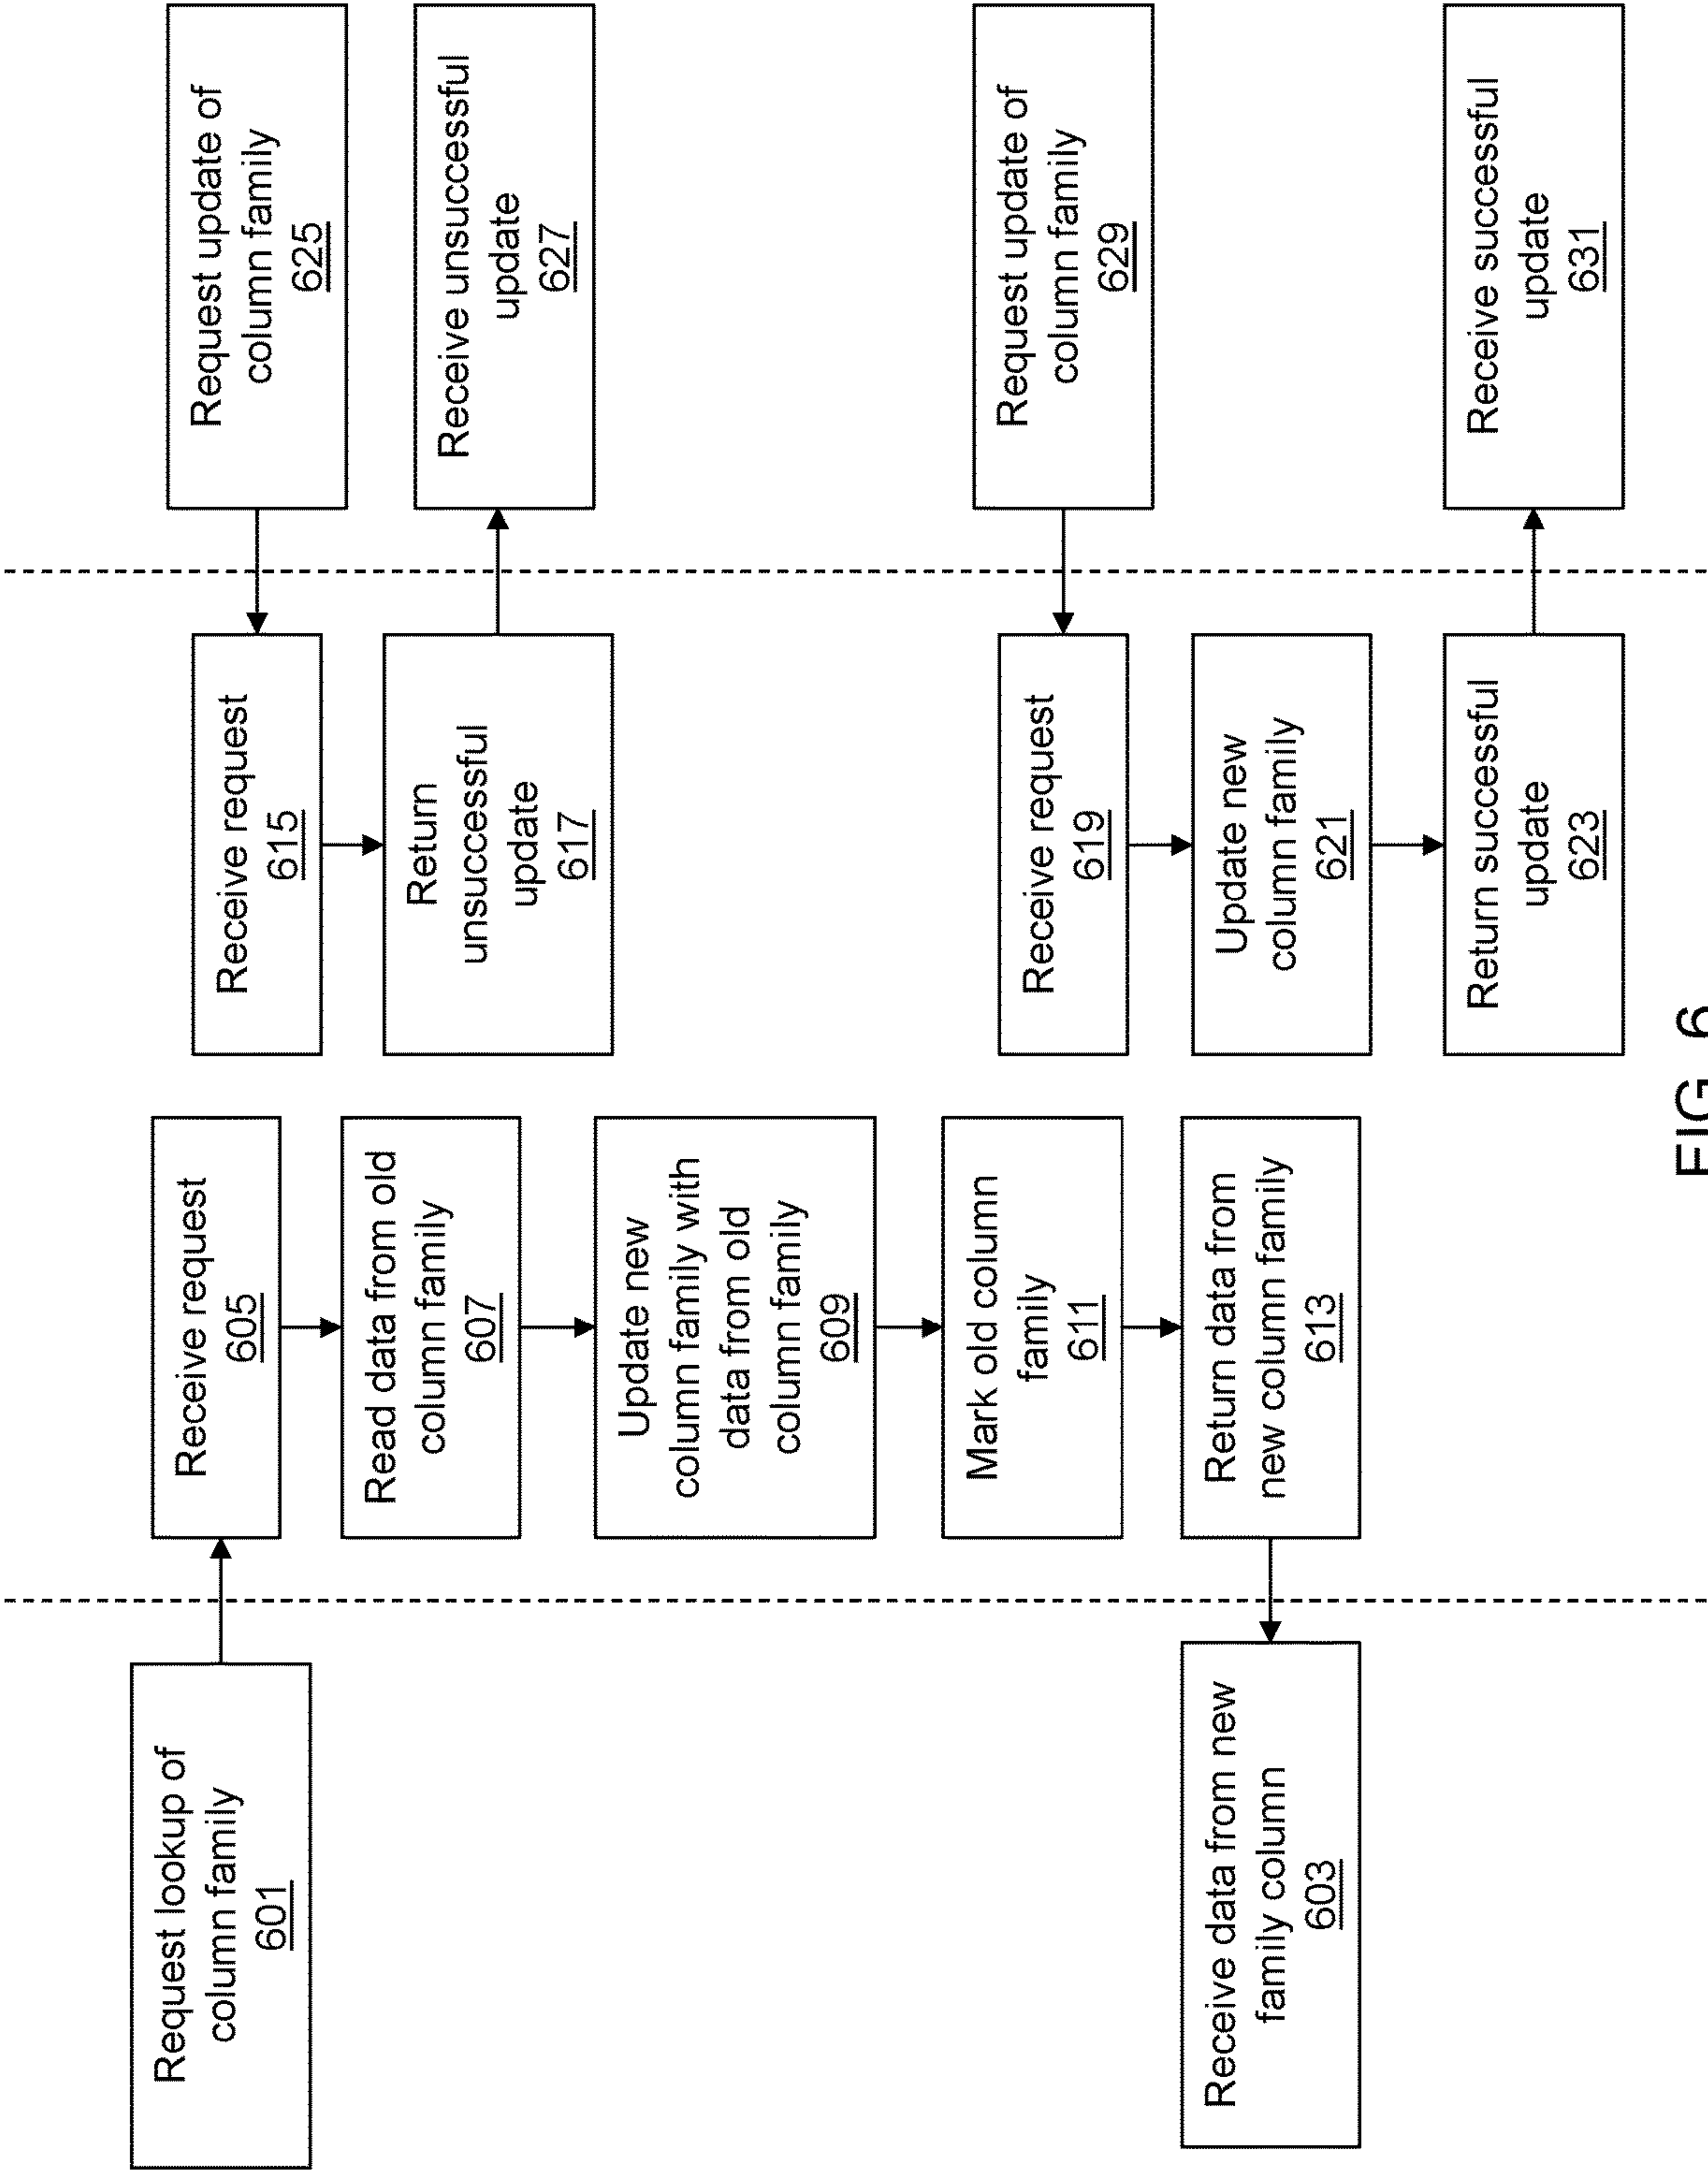 Request lookup of
column family
601
Receive data from new
family column
603
Receive request
605
Read data from old
column family
607
Update new
column family with
data from old
column family
609
Mark old column
family
611
Return data from
new column family
613
Receive request
615
Return
unsuccessful
update
617
Receive request
619
Update new
column family
621
Return successful
update
623
Request update of
column family
625
Receive unsuccessful
update
627
Request update of
column family
629
Receive successful
update
631
FIG. 6